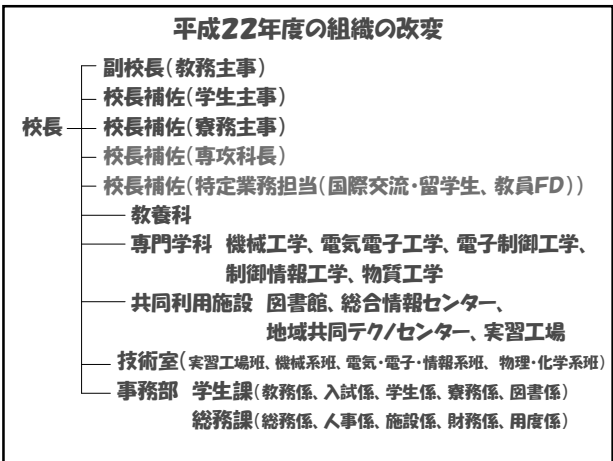 平成22年度の組織の改変
副校長(教務主事)
校長補佐(学生主事)
校長 校長補佐(寮務主事)
校長補佐(専攻科長)
校長補佐(特定業務担当(国際交流・留学生、教員FD))
教養科
専門学科 機械工学、電気電子工学、電子制御工学、
制御情報工学、物質工学
共同利用施設 図書館、総合情報センター、
地域共同テクノセンター、実習工場
技術室(実習工場班、機械系班、電気・電子・情報系班、物理・化学系班)
事務部 学生課(教務係、入試係、学生係、寮務係、図書係)
総務課(総務係、人事係、施設係、財務係、用度係)